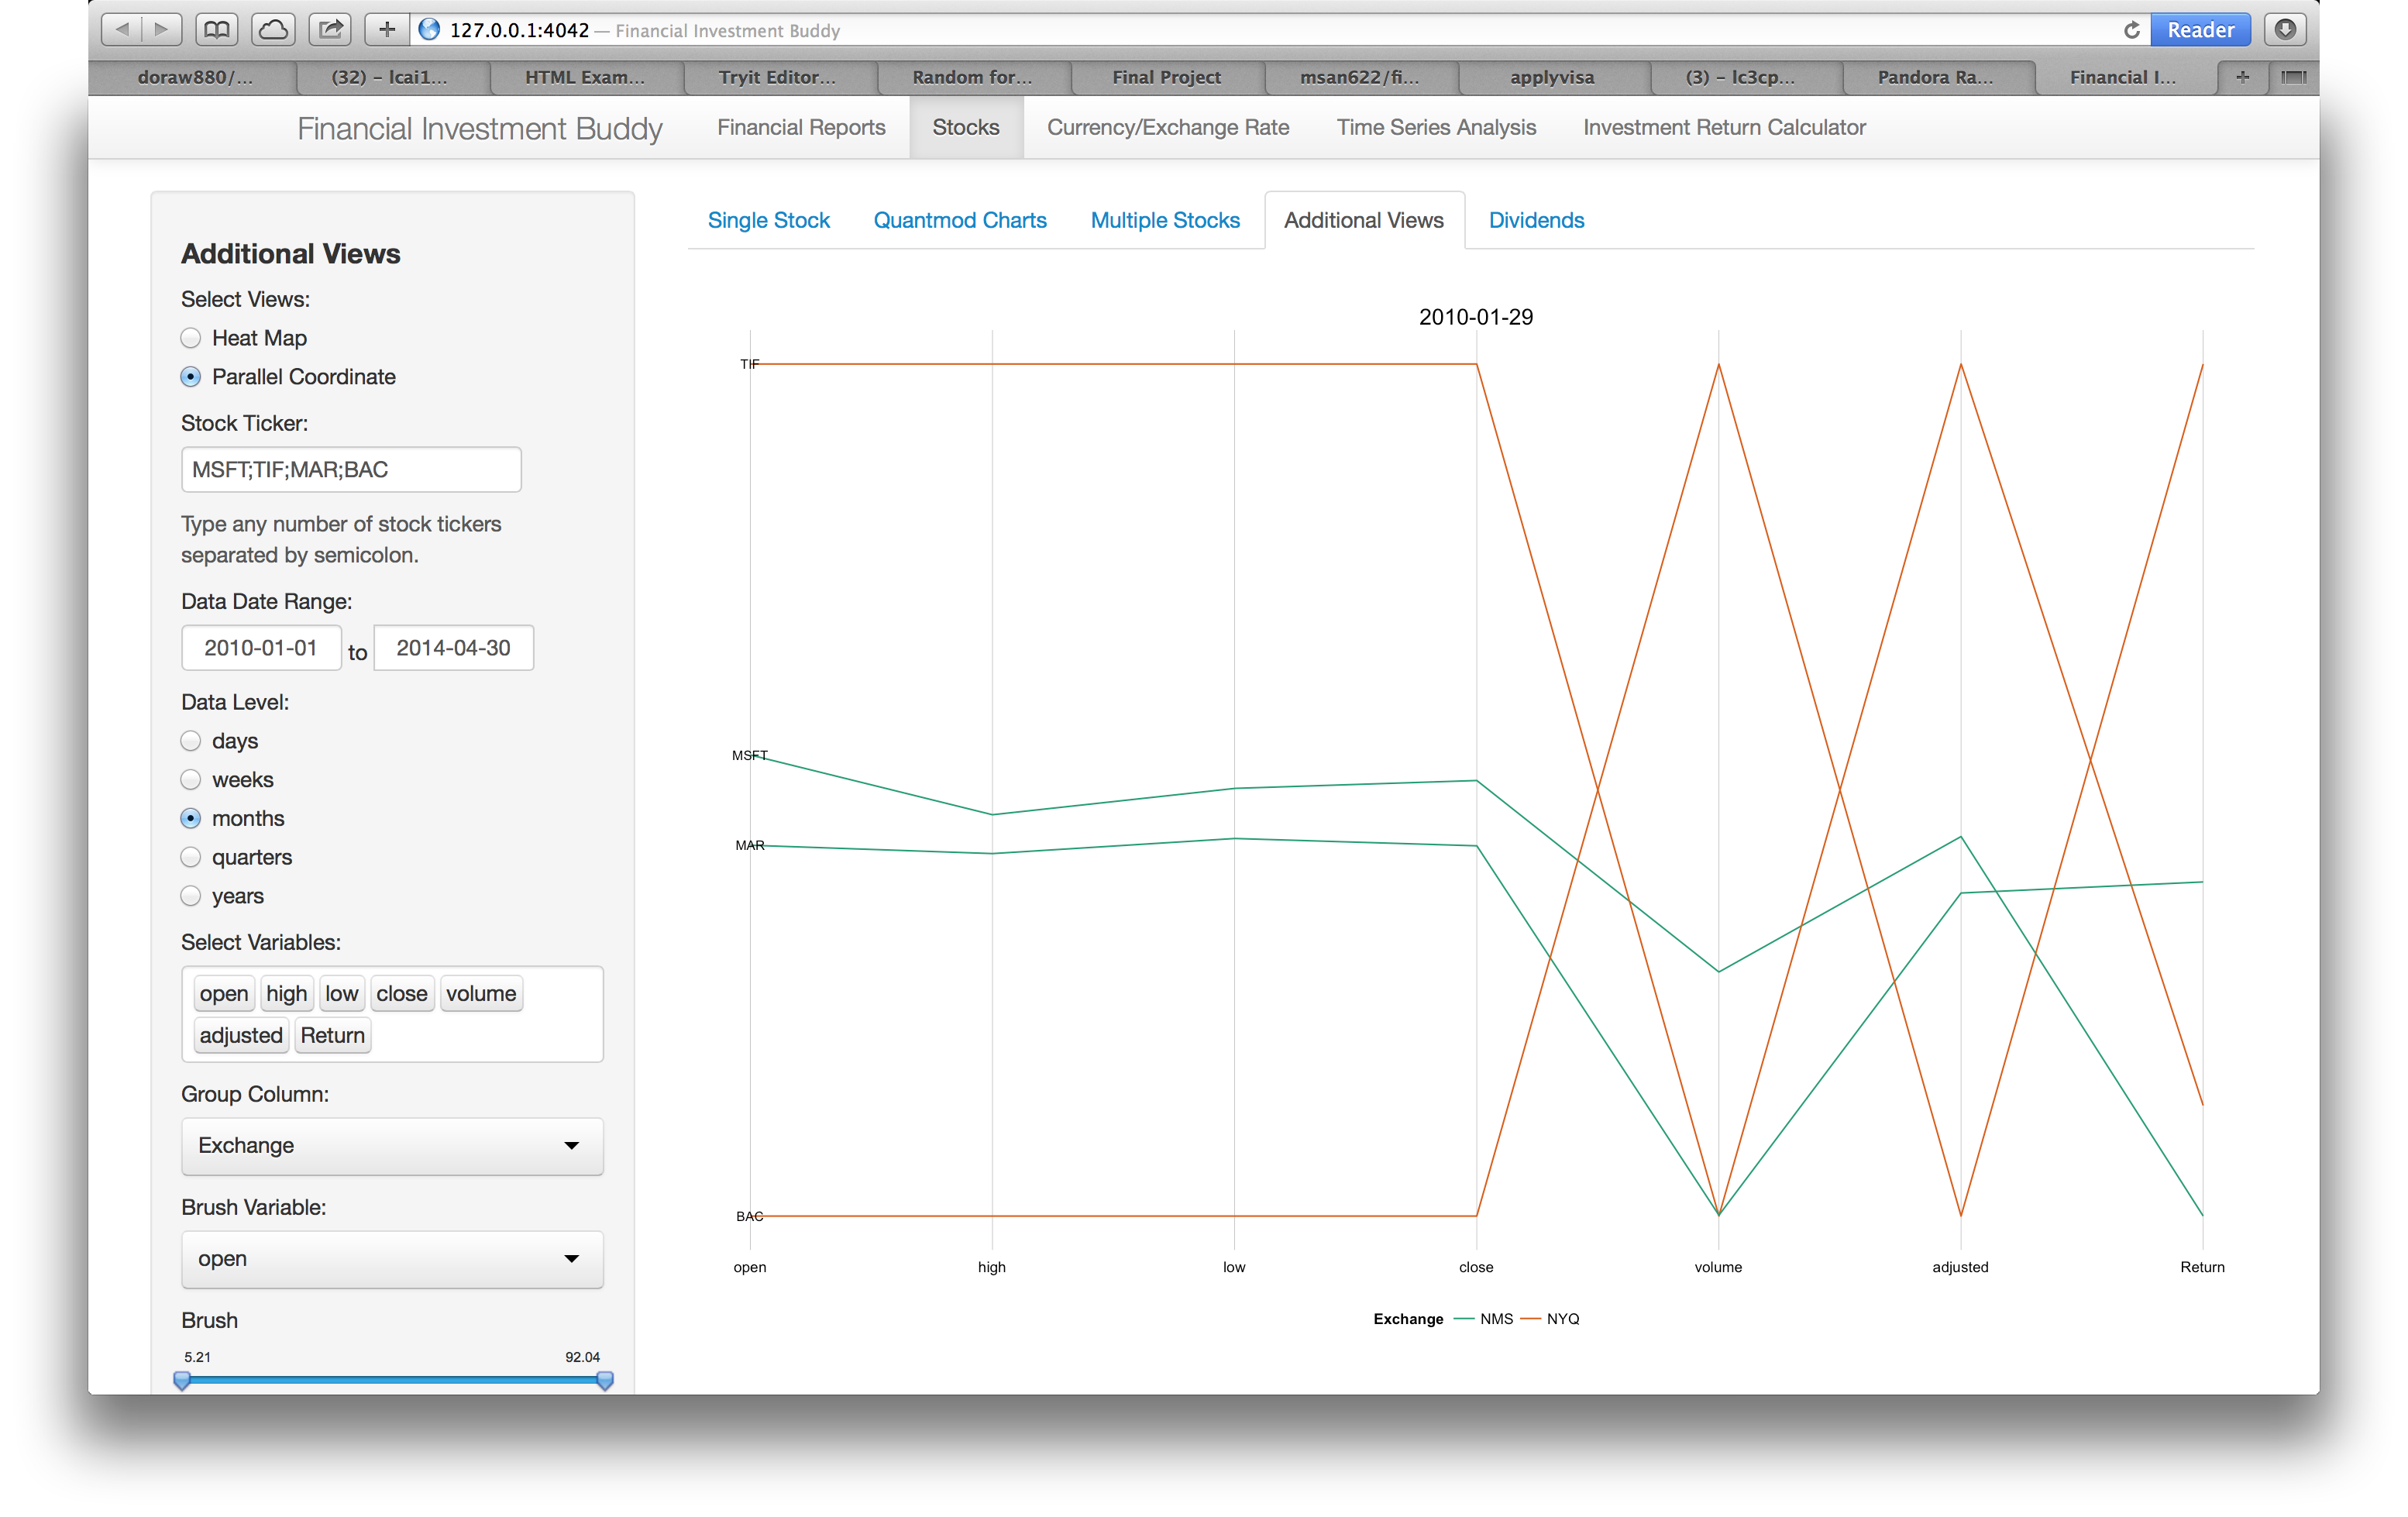 127.0.0.1:4042 — Financial Investment Buddy
Reader
doraw880/... (32) – lcai1... HTML Exam... Tryit Editor... Random for... Final Project msan622/fi... applyvisa (3) – lc3cp... Pandora Ra... Financial I...
Financial Investment Buddy Financial Reports Stocks Currency/Exchange Rate Time Series Analysis Investment Return Calculator
Additional Views
Select Views:
Heat Map
Parallel Coordinate
Stock Ticker:
MSFT;TIF;MAR;BAC
Type any number of stock tickers
separated by semicolon.
Data Date Range:
2010-01-01 to 2014-04-30
Data Level:
days
weeks
months
quarters
years
Select Variables:
open high low close volume
adjusted Return
Group Column:
Exchange
Brush Variable:
open
Brush
5.21 92.04
Single Stock Quantmod Charts Multiple Stocks Additional Views Dividends
2010-01-29
TIF
MSFT
MAR
BAC
open high low close volume adjusted Return
Exchange NMS NYQ